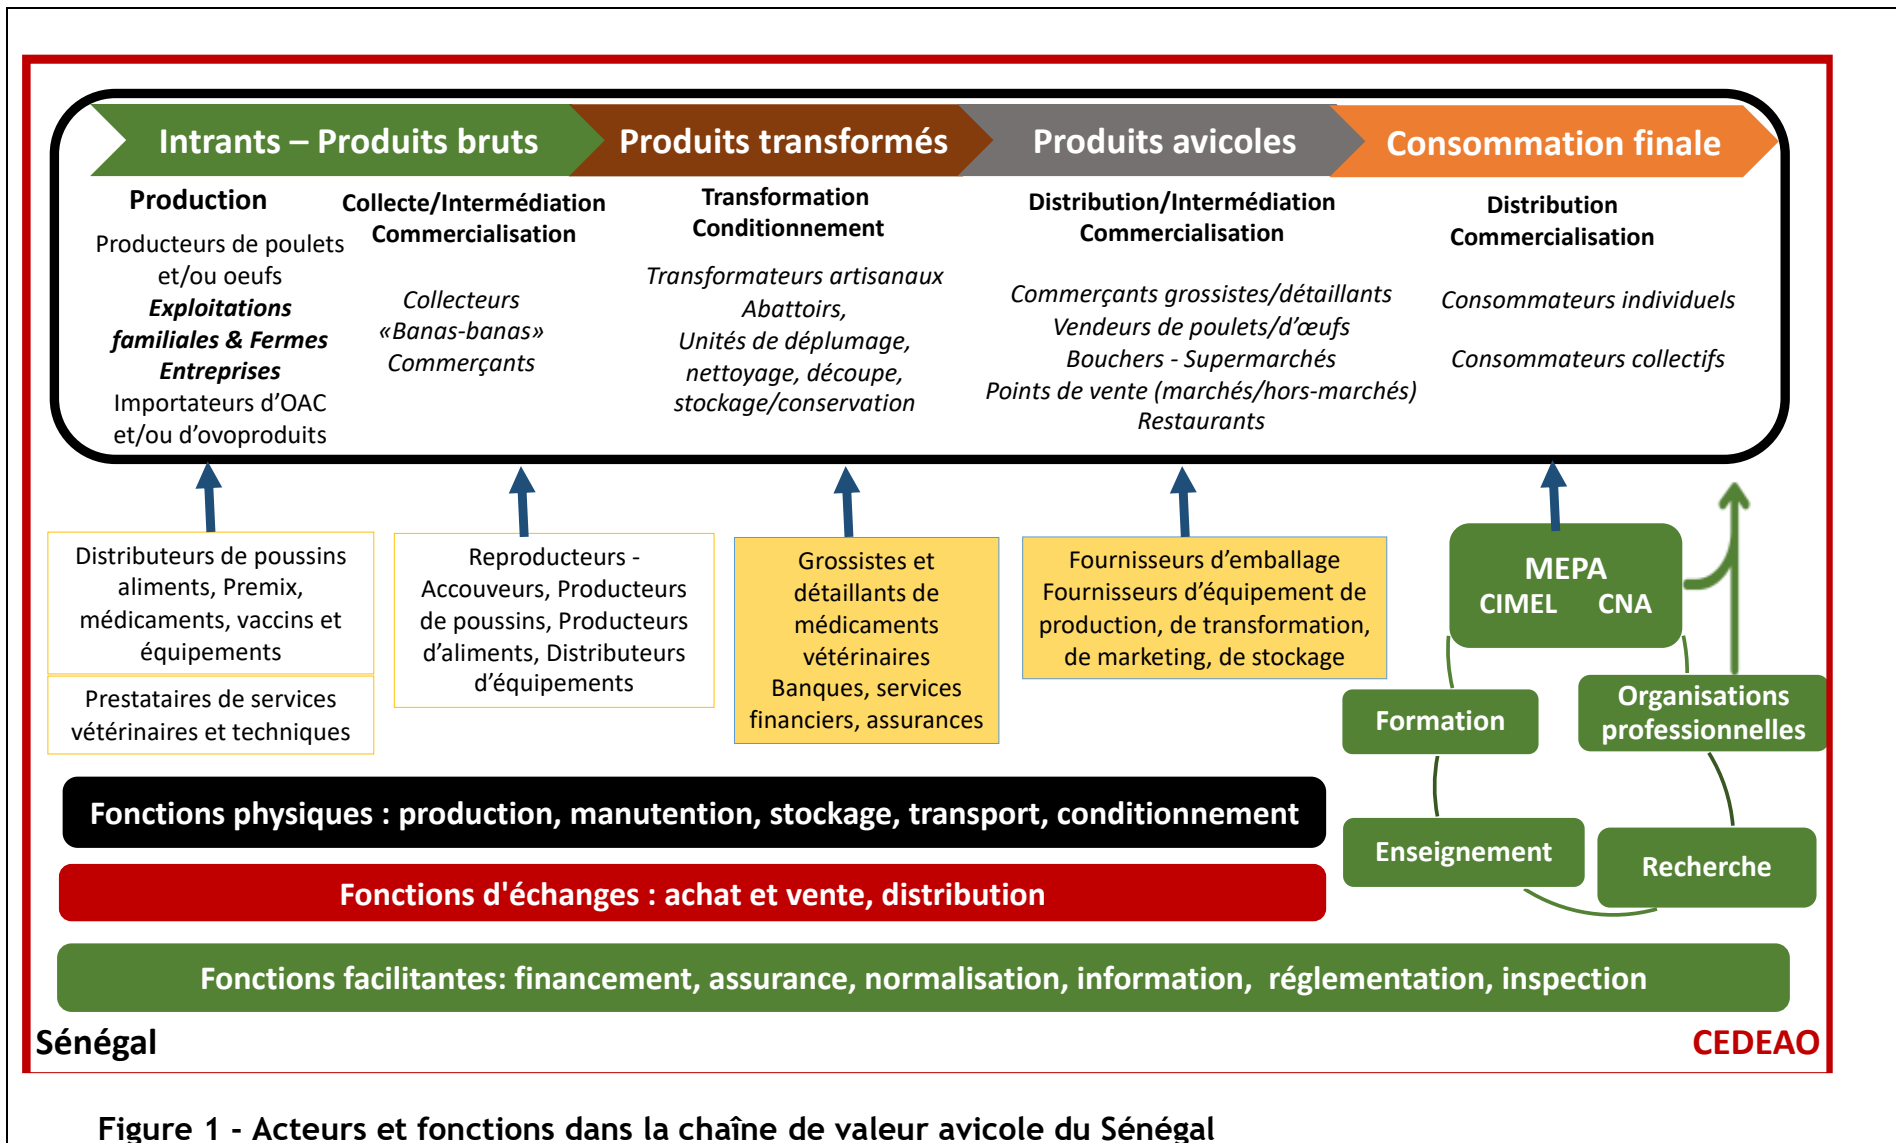 Intrants – Produits bruts
Produits transformés
Produits avicoles
Consommation finale
Production
Producteurs de poulets
et/ou oeufs
Exploitations
familiales & Fermes
Entreprises
Importateurs d’OAC
et/ou d’ovoproduits
Collecte/Intermédiation
Commercialisation
Collecteurs
«Banas-banas»
Commerçants
Transformation
Conditionnement
Transformateurs artisanaux
Abattoirs,
Unités de déplumage,
nettoyage, découpe,
stockage/conservation
Distribution/Intermédiation
Commercialisation
Commerçants grossistes/détaillants
Vendeurs de poulets/d’œufs
Bouchers - Supermarchés
Points de vente (marchés/hors-marchés)
Restaurants
Distribution
Commercialisation
Consommateurs individuels
Consommateurs collectifs
Distributeurs de poussins
aliments, Premix,
médicaments, vaccins et
équipements
Prestataires de services
vétérinaires et techniques
Reproducteurs -
Accouveurs, Producteurs
de poussins, Producteurs
d’aliments, Distributeurs
d’équipements
Grossistes et
détaillants de
médicaments
vétérinaires
Banques, services
financiers, assurances
Fournisseurs d’emballage
Fournisseurs d’équipement de
production, de transformation,
de marketing, de stockage
MEPA
CIMEL CNA
Formation
Organisations
professionnelles
Enseignement
Recherche
Fonctions physiques : production, manutention, stockage, transport, conditionnement
Fonctions d'échanges : achat et vente, distribution
Fonctions facilitantes: financement, assurance, normalisation, information, réglementation, inspection
Sénégal
CEDEAO
Figure 1 - Acteurs et fonctions dans la chaîne de valeur avicole du Sénégal